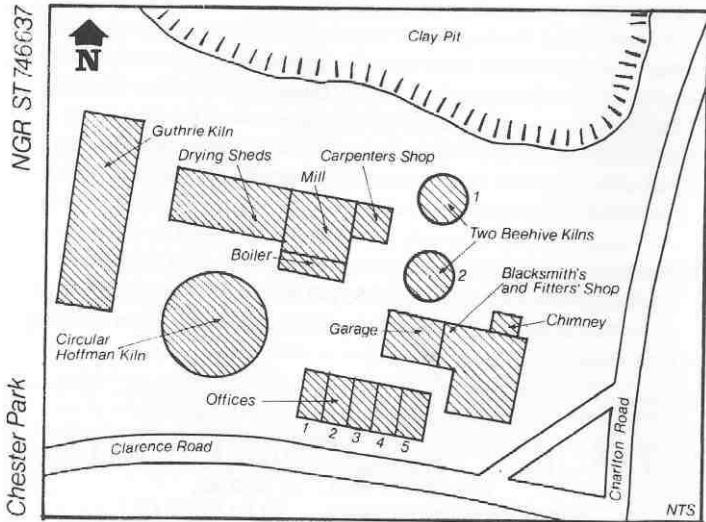 NGR ST 746637
Chester Park
N
Clay Pit
Guthrie Kiln
Drying Sheds
Carpenters Shop
Mill
1
Two Beehive Kilns
Boiler
2
Blacksmith's
and Fitters' Shop
Chimney
Garage
Circular
Hoffman Kiln
Offices
1 2 3 4 5
Clarence Road
Charlton Road
NTS